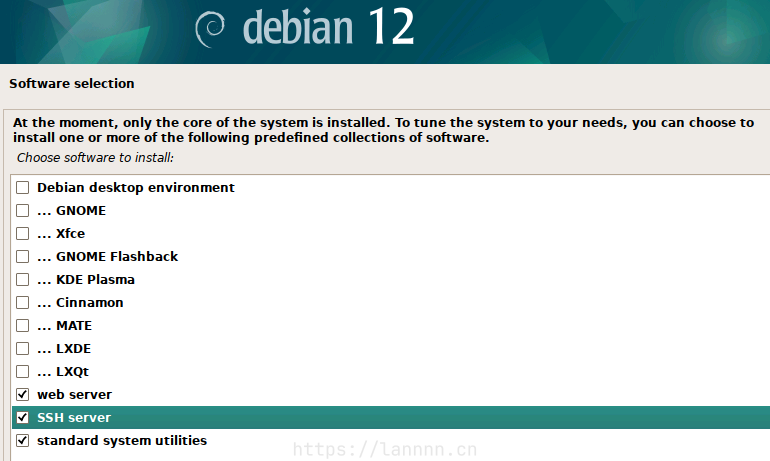 debian 12
Software selection
At the moment, only the core of the system is installed. To tune the system to your needs, you can choose to
install one or more of the following predefined collections of software.
Choose software to install:
Debian desktop environment
... GNOME
... Xfce
... GNOME Flashback
... KDE Plasma
... Cinnamon
... MATE
... LXDE
... LXQt
web server
SSH server
standard system utilities
https://lannnn.cn